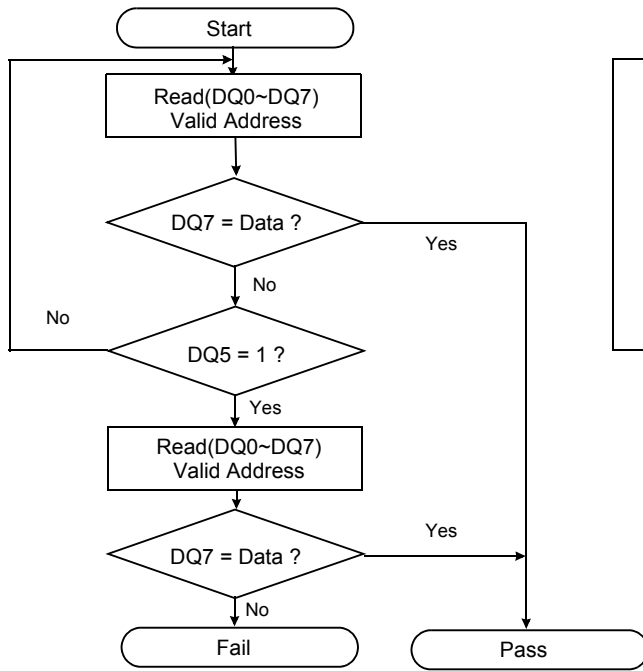 Start
Read(DQ0~DQ7)
Valid Address
DQ7 = Data ?
Yes
No
No
DQ5 = 1 ?
Yes
Read(DQ0~DQ7)
Valid Address
Yes
DQ7 = Data ?
No
Fail
Pass